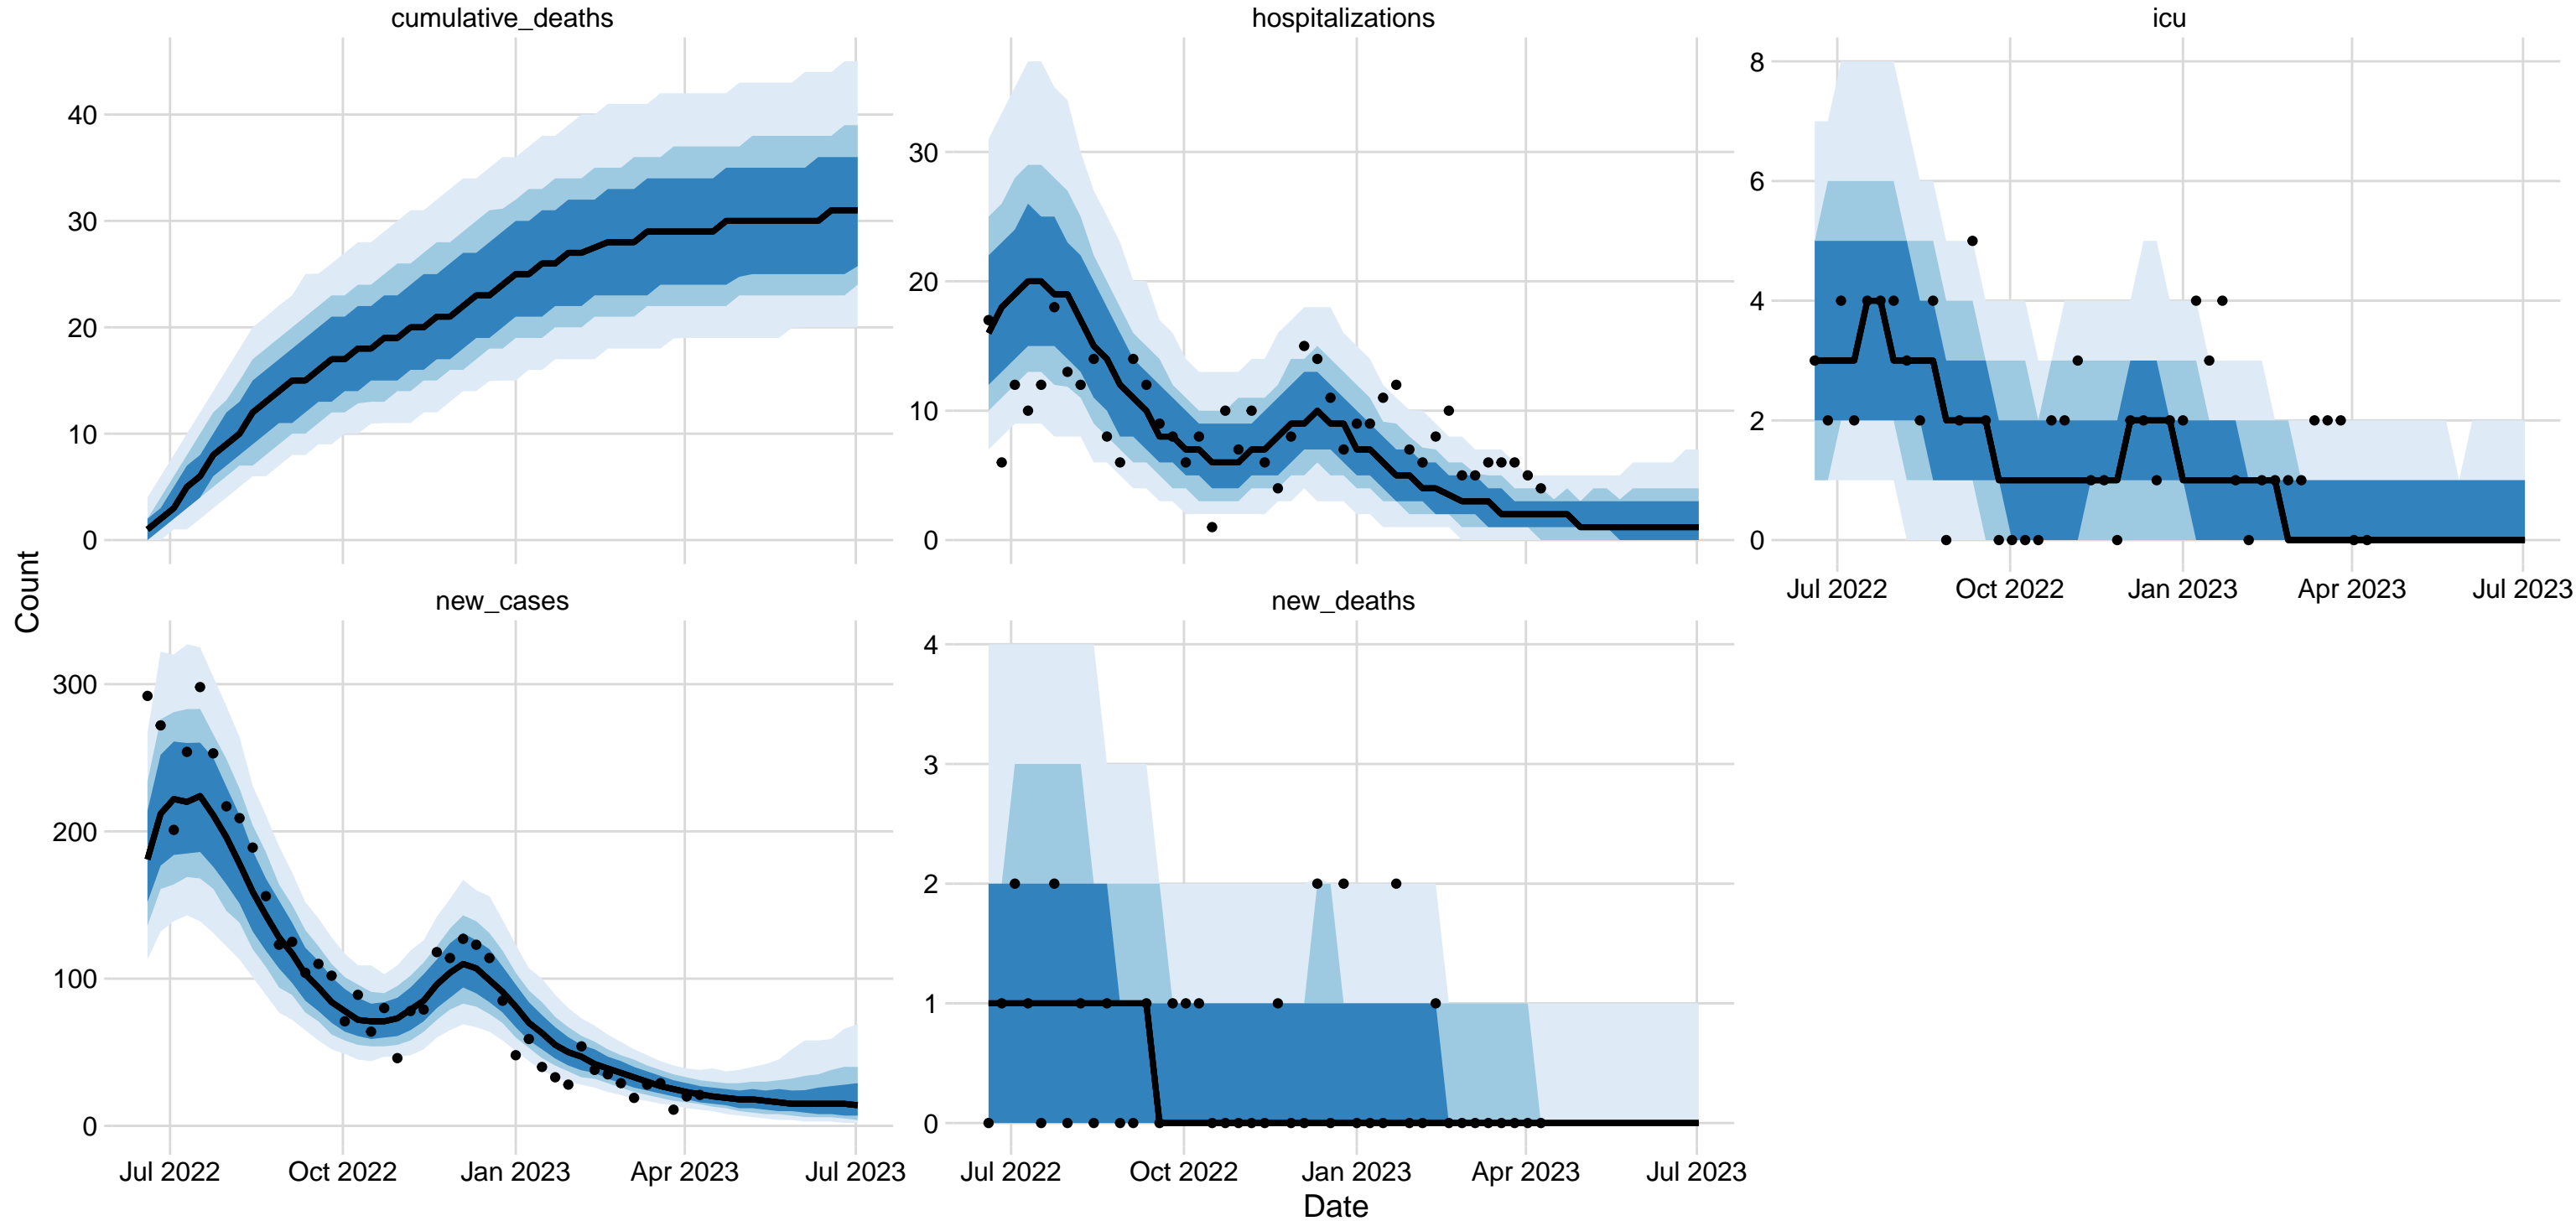 cumulative_deaths
hospitalizations
icu
40
30
20
10
0
30
20
10
0
8
6
4
2
0
Jul 2022
Oct 2022
Jan 2023
Apr 2023
Jul 2023
Count
new_cases
new_deaths
300
200
100
0
4
3
2
1
0
Jul 2022
Oct 2022
Jan 2023
Apr 2023
Jul 2023
Jul 2022
Oct 2022
Jan 2023
Apr 2023
Jul 2023
Date